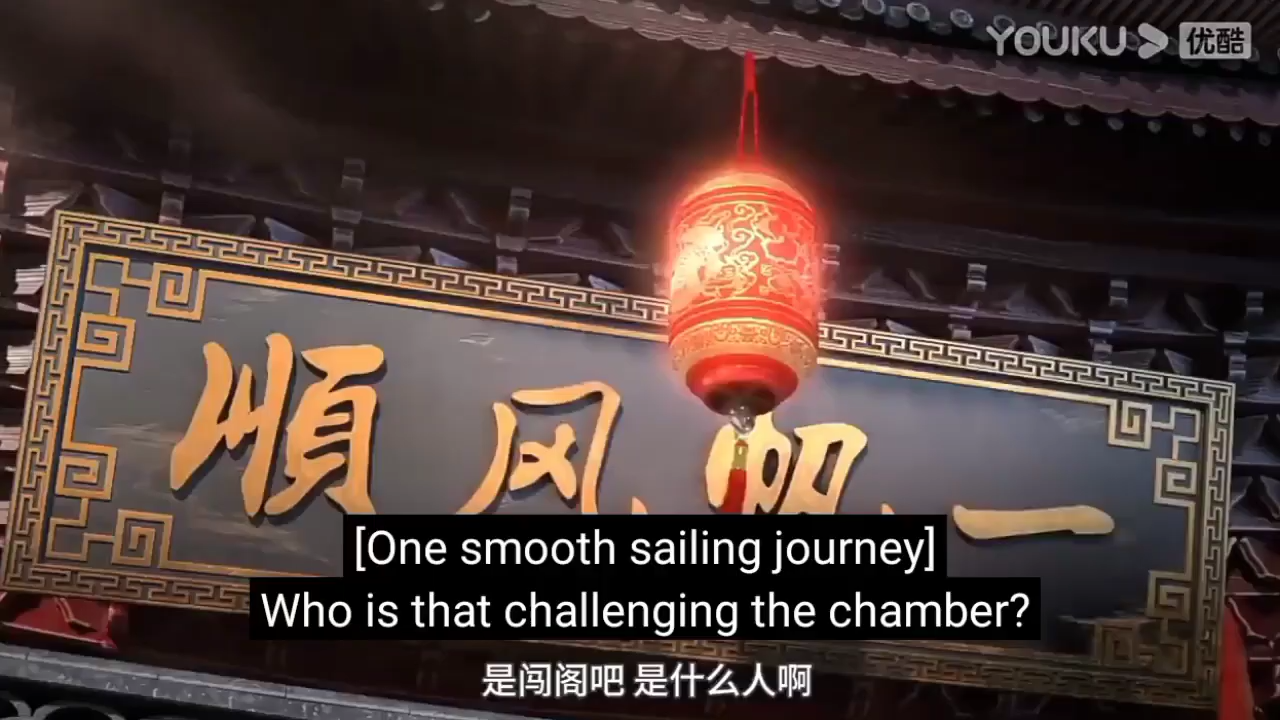 YOUKU 优酷
順风帆一
[One smooth sailing journey]
Who is that challenging the chamber?
是闯阁吧 是什么人啊